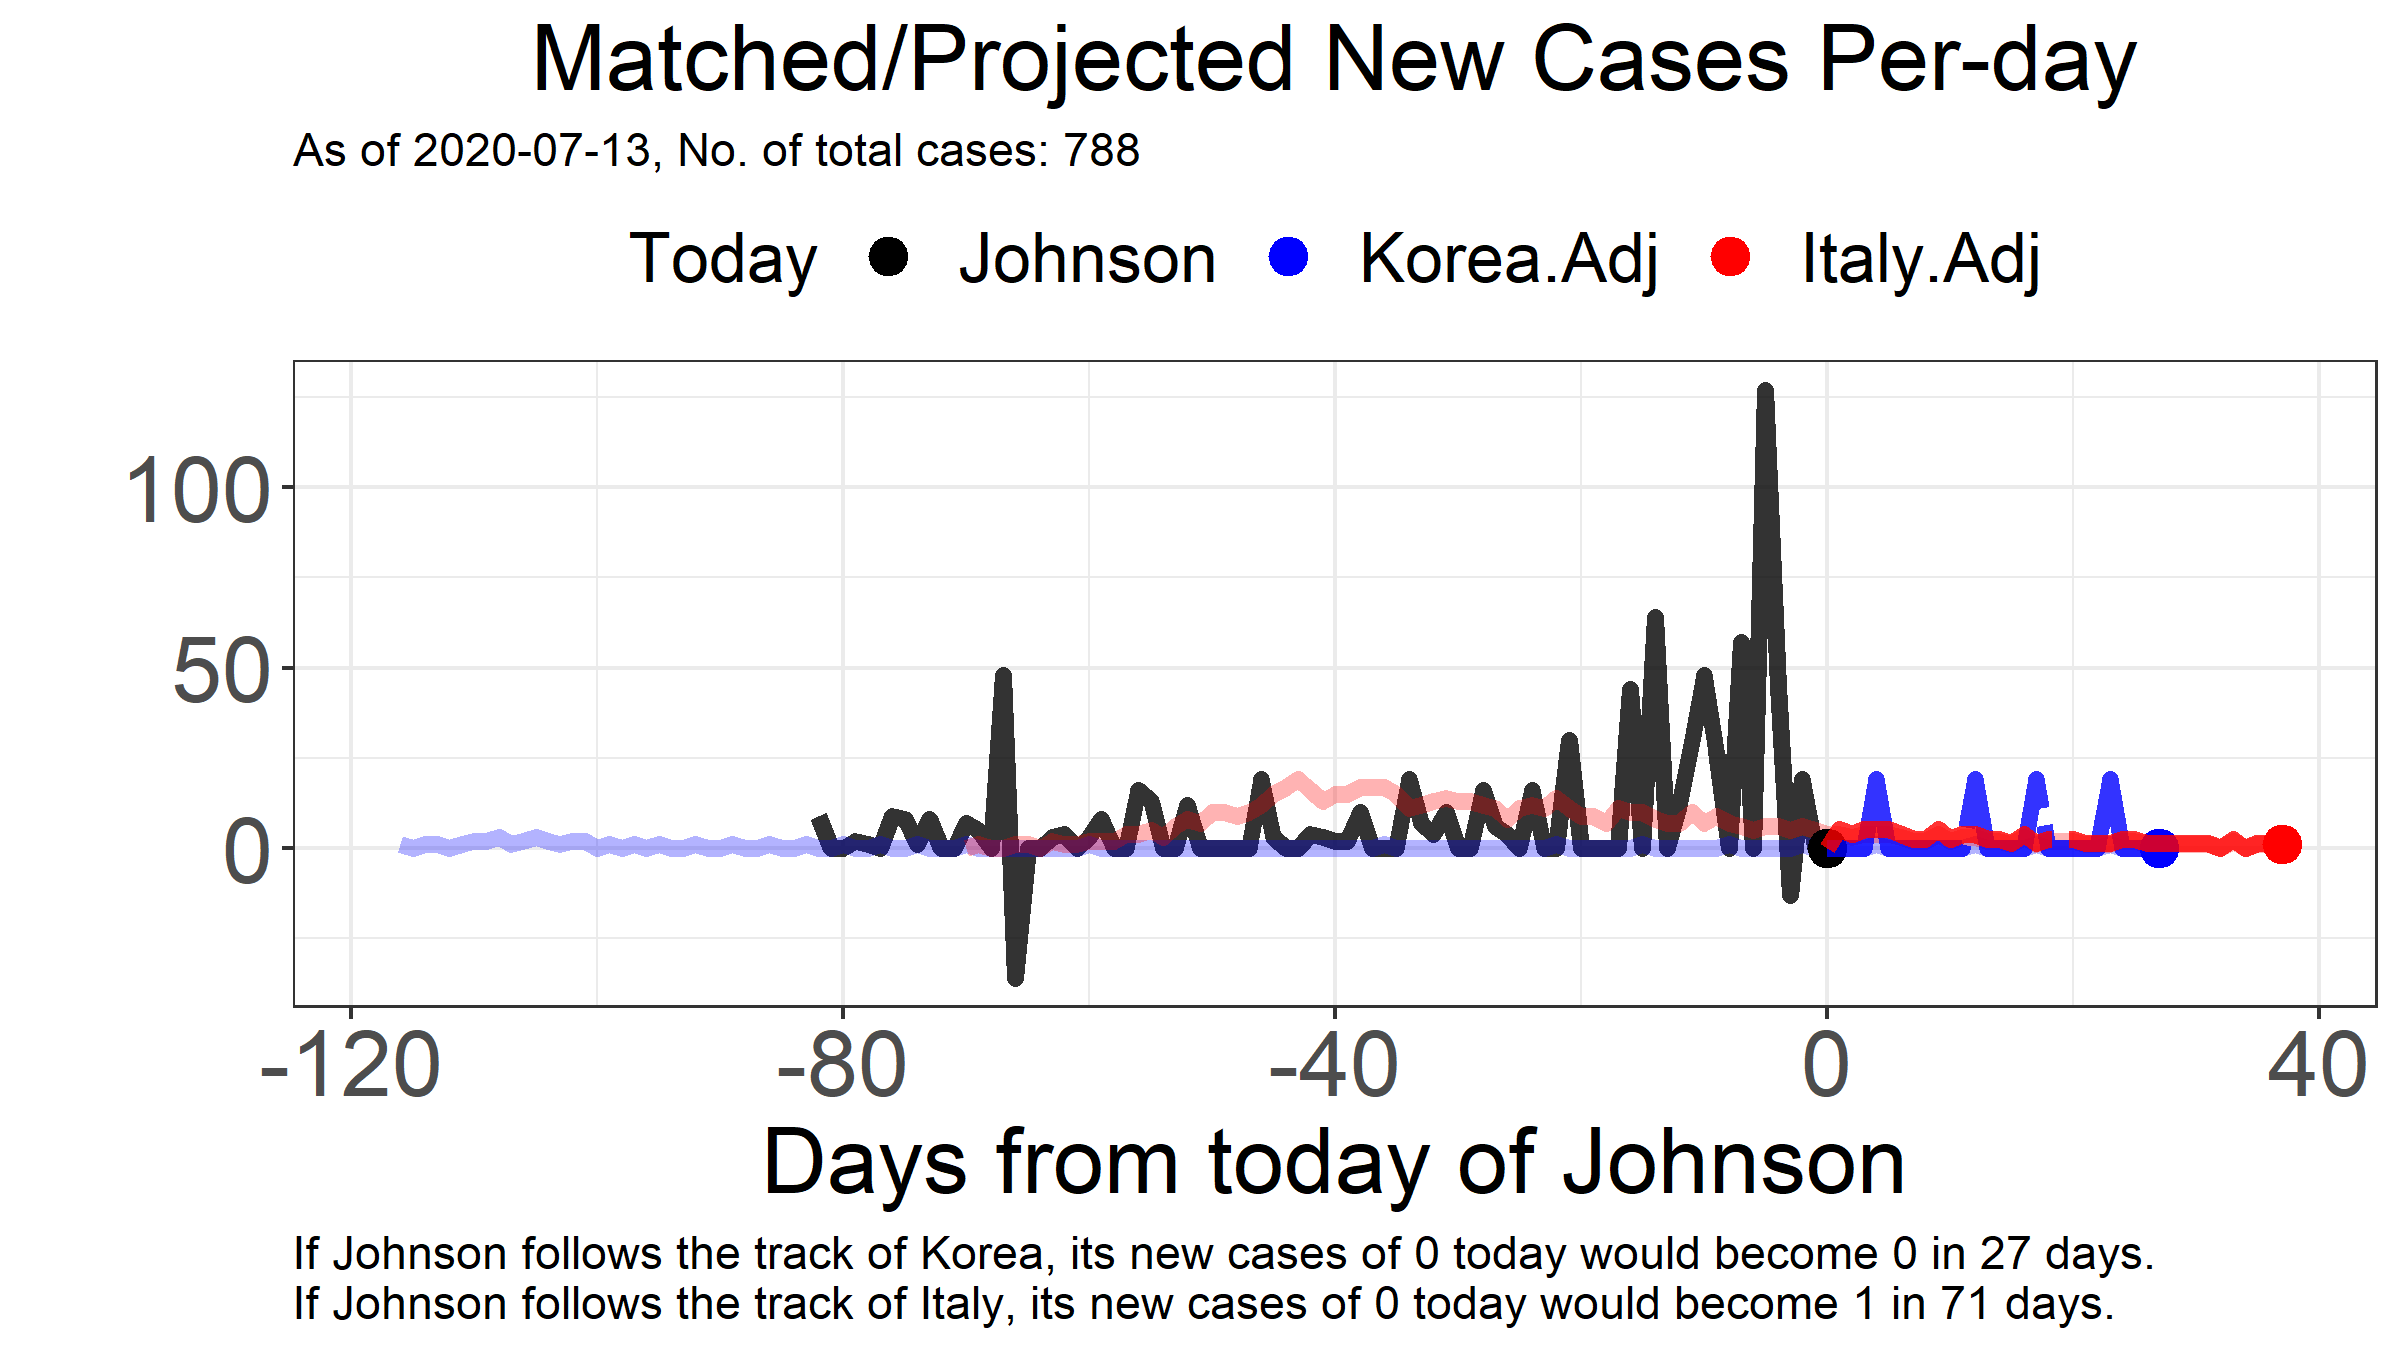 Matched/Projected New Cases Per-day
As of 2020-07-13, No. of total cases: 788
Today Johnson Korea.Adj Italy.Adj
100
50
0
-120 -80 -40 0 40
Days from today of Johnson
If Johnson follows the track of Korea, its new cases of 0 today would become 0 in 27 days.
If Johnson follows the track of Italy, its new cases of 0 today would become 1 in 71 days.